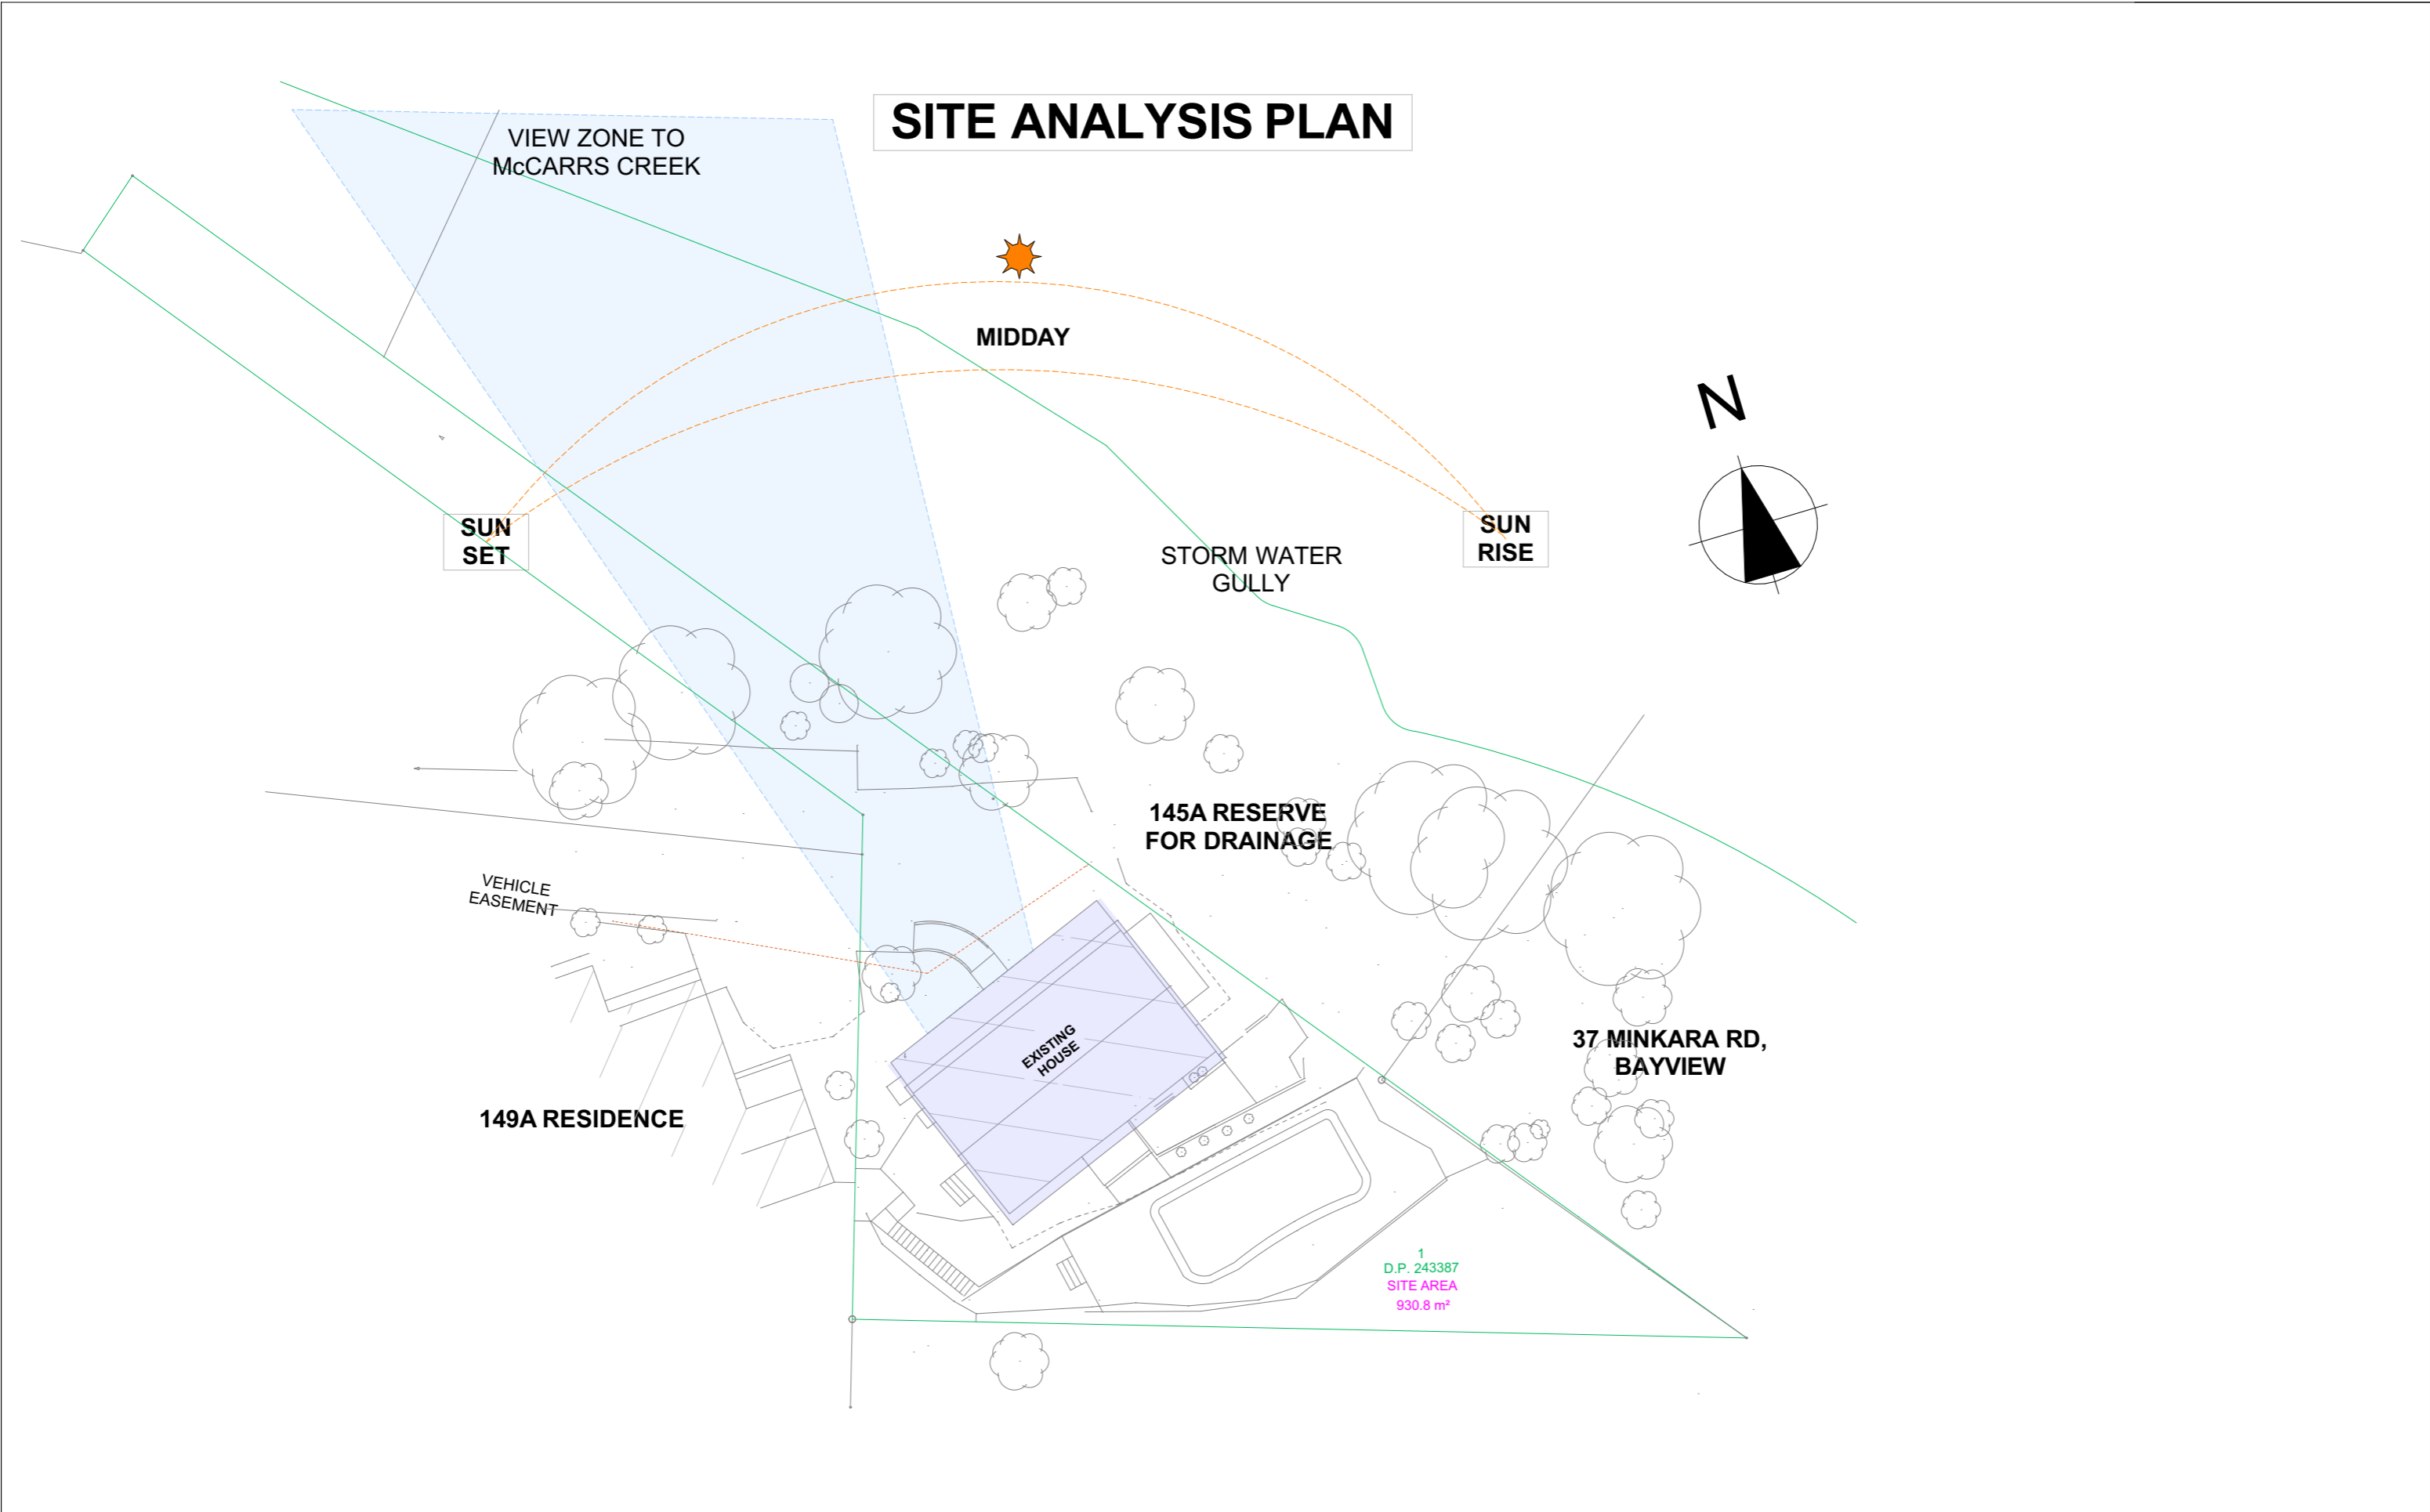 SITE ANALYSIS PLAN
VIEW ZONE TO
McCARRS CREEK
MIDDAY
N
SUN
SET
SUN
RISE
STORM WATER
GULLY
145A RESERVE
FOR DRAINAGE
VEHICLE
EASEMENT
EXISTING
HOUSE
37 MINKARA RD,
BAYVIEW
149A RESIDENCE
1
D.P. 243387
SITE AREA
930.8 m²